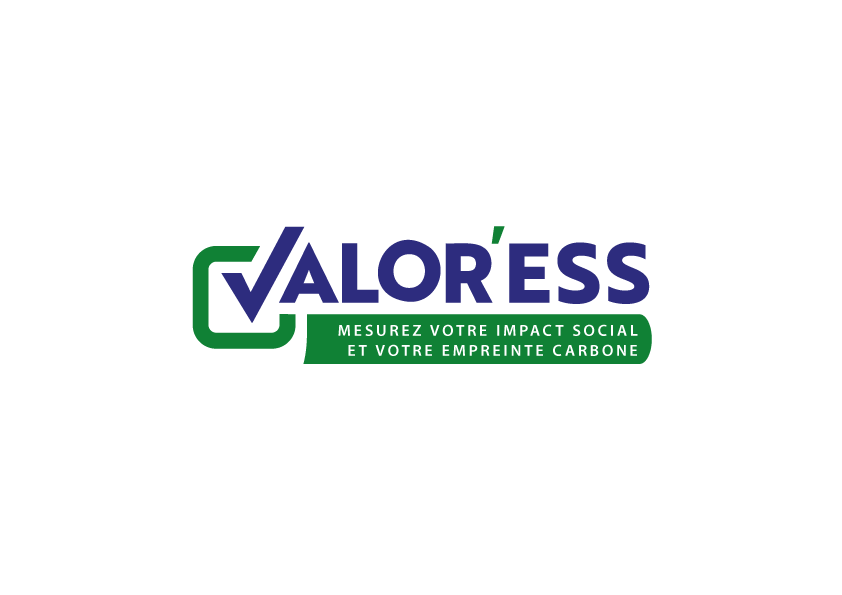 VALOR'ESS
MESUREZ VOTRE IMPACT SOCIAL
ET VOTRE EMPREINTE CARBONE